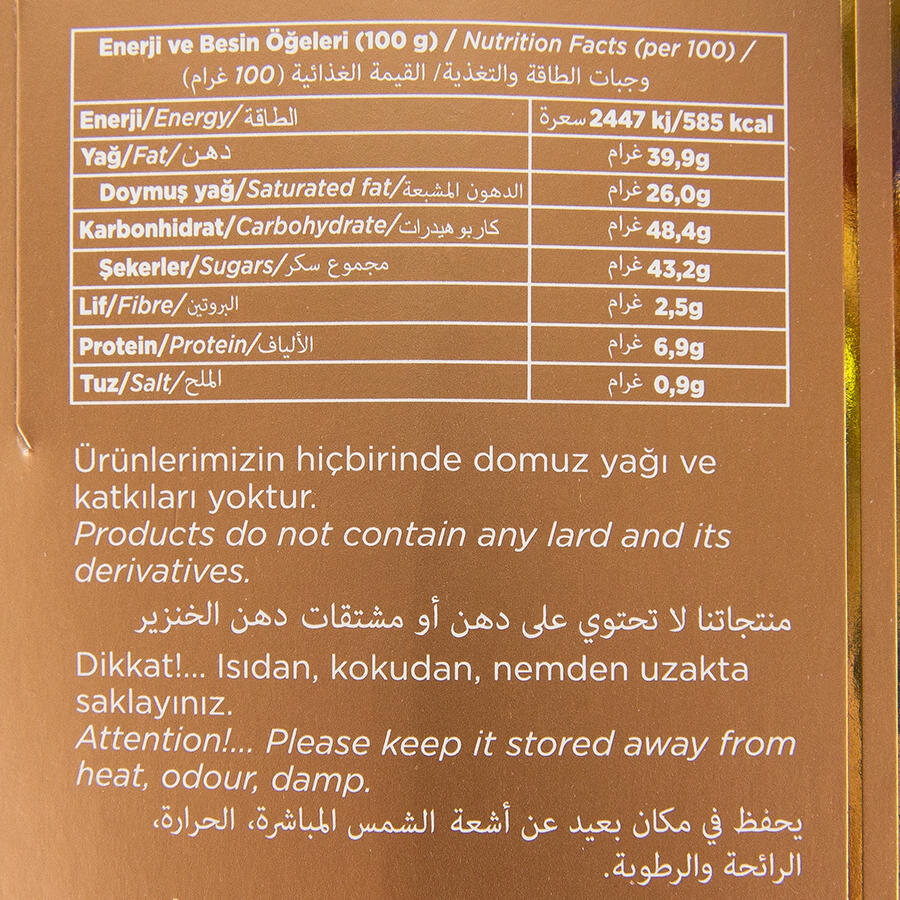 Enerji ve Besin Öğeleri (100 g) / Nutrition Facts (per 100) /
وجبات الطاقة والتغذية/ القيمة الغذائية (100 غرام)
Enerji/Energy/الطاقة 2447 kj/585 kcal سعرة
Yağ/Fat/دهن 39,9g غرام
Doymuş yağ/Saturated fat/الدهون المشبعة 26,0g غرام
Karbonhidrat/Carbohydrate/كاربو هيدرات 48,4g غرام
Şekerler/Sugars/مجموع سكر 43,2g غرام
Lif/Fibre/البروتين 2,5g غرام
Protein/Protein/الألياف 6,9g غرام
Tuz/Salt/الملح 0,9g غرام
Ürünlerimizin hiçbirinde domuz yağı ve
katkıları yoktur.
Products do not contain any lard and its
derivatives.
منتجاتنا لا تحتوي على دهن أو مشتقات دهن الخنزير
Dikkat!... Isıdan, kokudan, nemden uzakta
saklayınız.
Attention!... Please keep it stored away from
heat, odour, damp.
يحفظ في مكان بعيد عن أشعة الشمس المباشرة، الحرارة،
الرائحة والرطوبة.